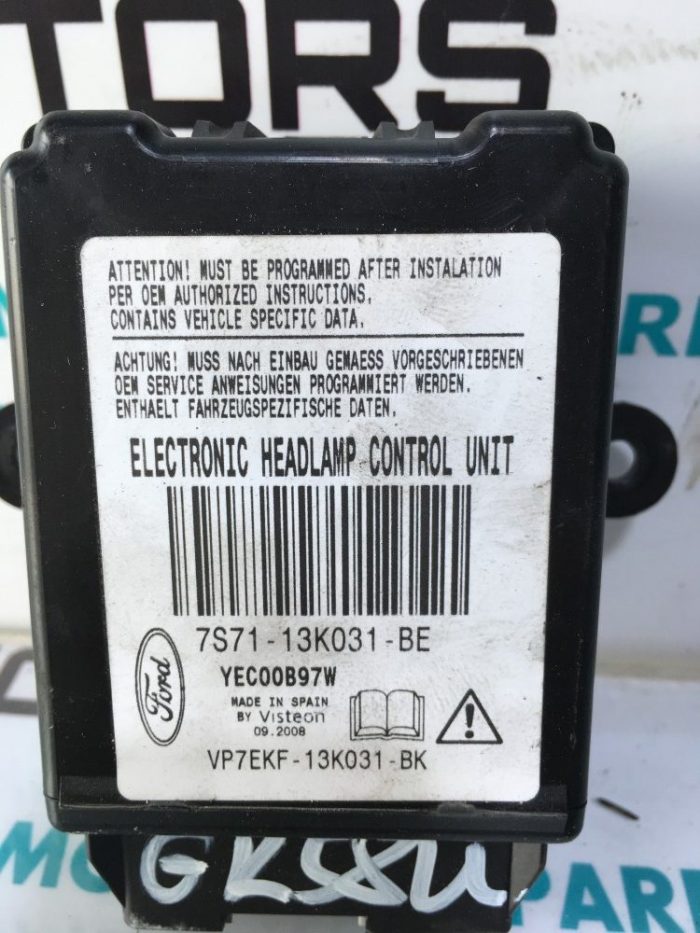 TORS
ATTENTION! MUST BE PROGRAMMED AFTER INSTALATION
PER OEM AUTHORIZED INSTRUCTIONS.
CONTAINS VEHICLE SPECIFIC DATA.
ACHTUNG! MUSS NACH EINBAU GEMAESS VORGESCHRIEBENEN
OEM SERVICE ANWEISUNGEN PROGRAMMIERT WERDEN.
ENTHAELT FAHRZEUGSPEZIFISCHE DATEN.
ELECTRONIC HEADLAMP CONTROL UNIT
7S71-13K031-BE
Ford
YEC00B97W
MADE IN SPAIN
BY Visteon
09.2008
VP7EKF-13K031-BK
MO
PARE